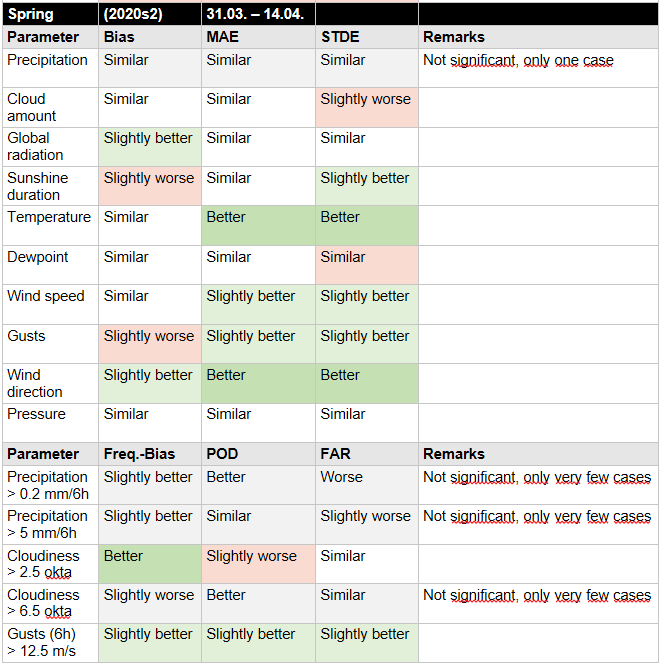 Spring (2020s2) 31.03. – 14.04.
Parameter Bias MAE STDE Remarks
Precipitation Similar Similar Similar Not significant, only one case
Cloud Similar Similar Slightly worse
amount
Global Slightly better Similar Similar
radiation
Sunshine Slightly worse Similar Slightly better
duration
Temperature Similar Better Better
Dewpoint Similar Similar Similar
Wind speed Similar Slightly better Slightly better
Gusts Slightly worse Slightly better Slightly better
Wind Slightly better Better Better
direction
Pressure Similar Similar Similar
Parameter Freq.-Bias POD FAR Remarks
Precipitation Slightly better Better Worse Not significant, only very few cases
> 0.2 mm/6h
Precipitation Slightly better Similar Slightly worse Not significant, only very few cases
> 5 mm/6h
Cloudiness Better Slightly worse Similar
> 2.5 okta
Cloudiness Slightly worse Better Similar Not significant, only very few cases
> 6.5 okta
Gusts (6h) Slightly better Slightly better Slightly better
> 12.5 m/s